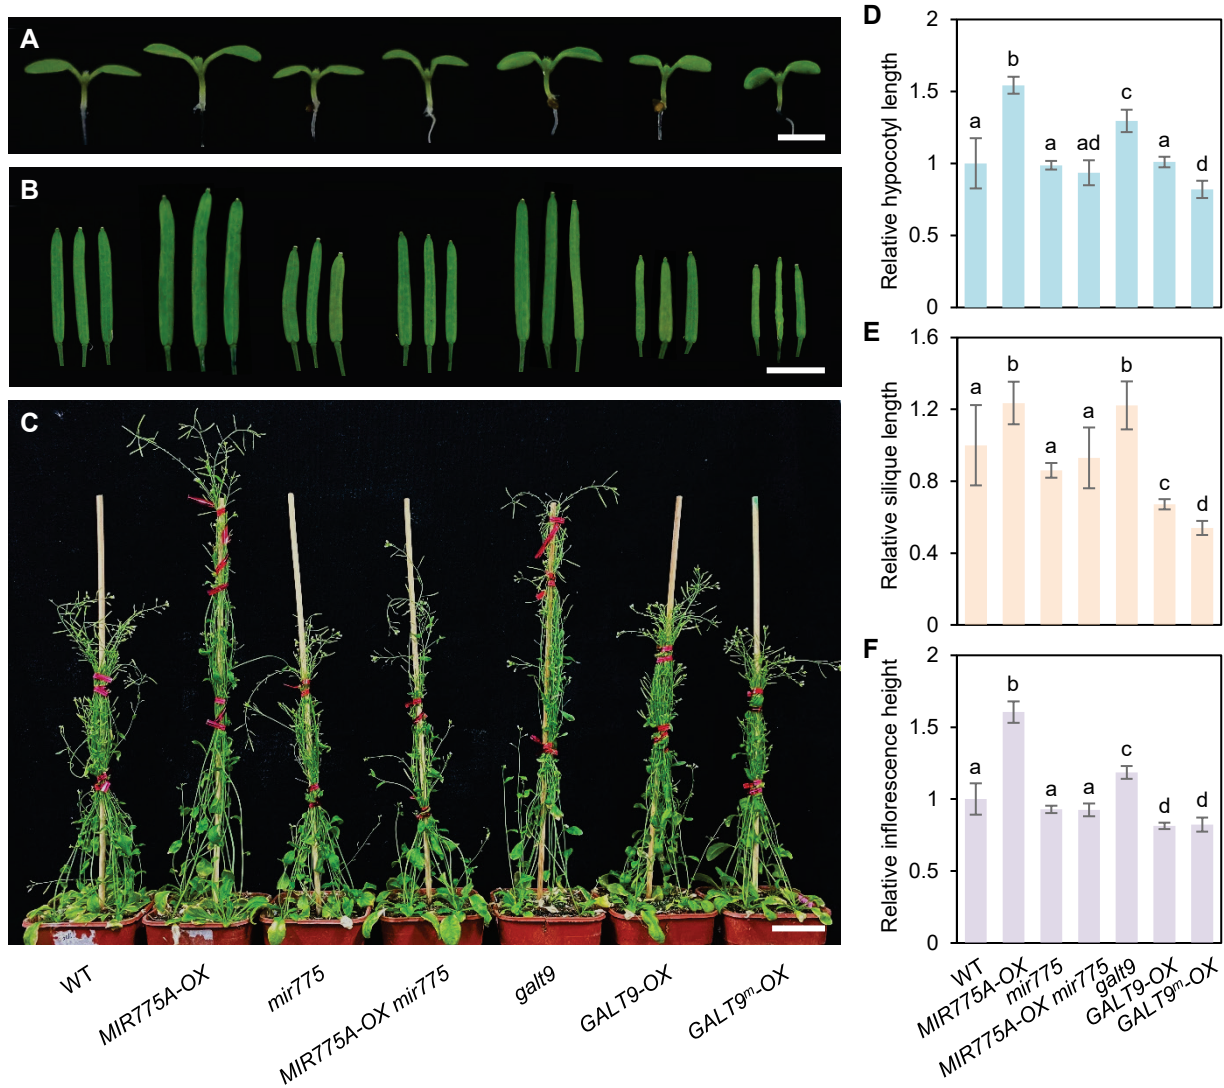 A
B
C
WT
MIR775A-OX
mir775
MIR775A-OX mir775
galt9
GALT9-OX
GALT9ᵐ-OX
D
Relative hypocotyl length
2
1.5
1
0.5
0
a
b
a
ad
c
a
d
E
Relative silique length
1.6
1.2
0.8
0.4
0
a
b
a
a
b
c
d
F
Relative inflorescence height
2
1.5
1
0.5
0
a
b
a
a
c
d
d
WT
MIR775A-OX
mir775
MIR775A-OX mir775
galt9
GALT9-OX
GALT9ᵐ-OX